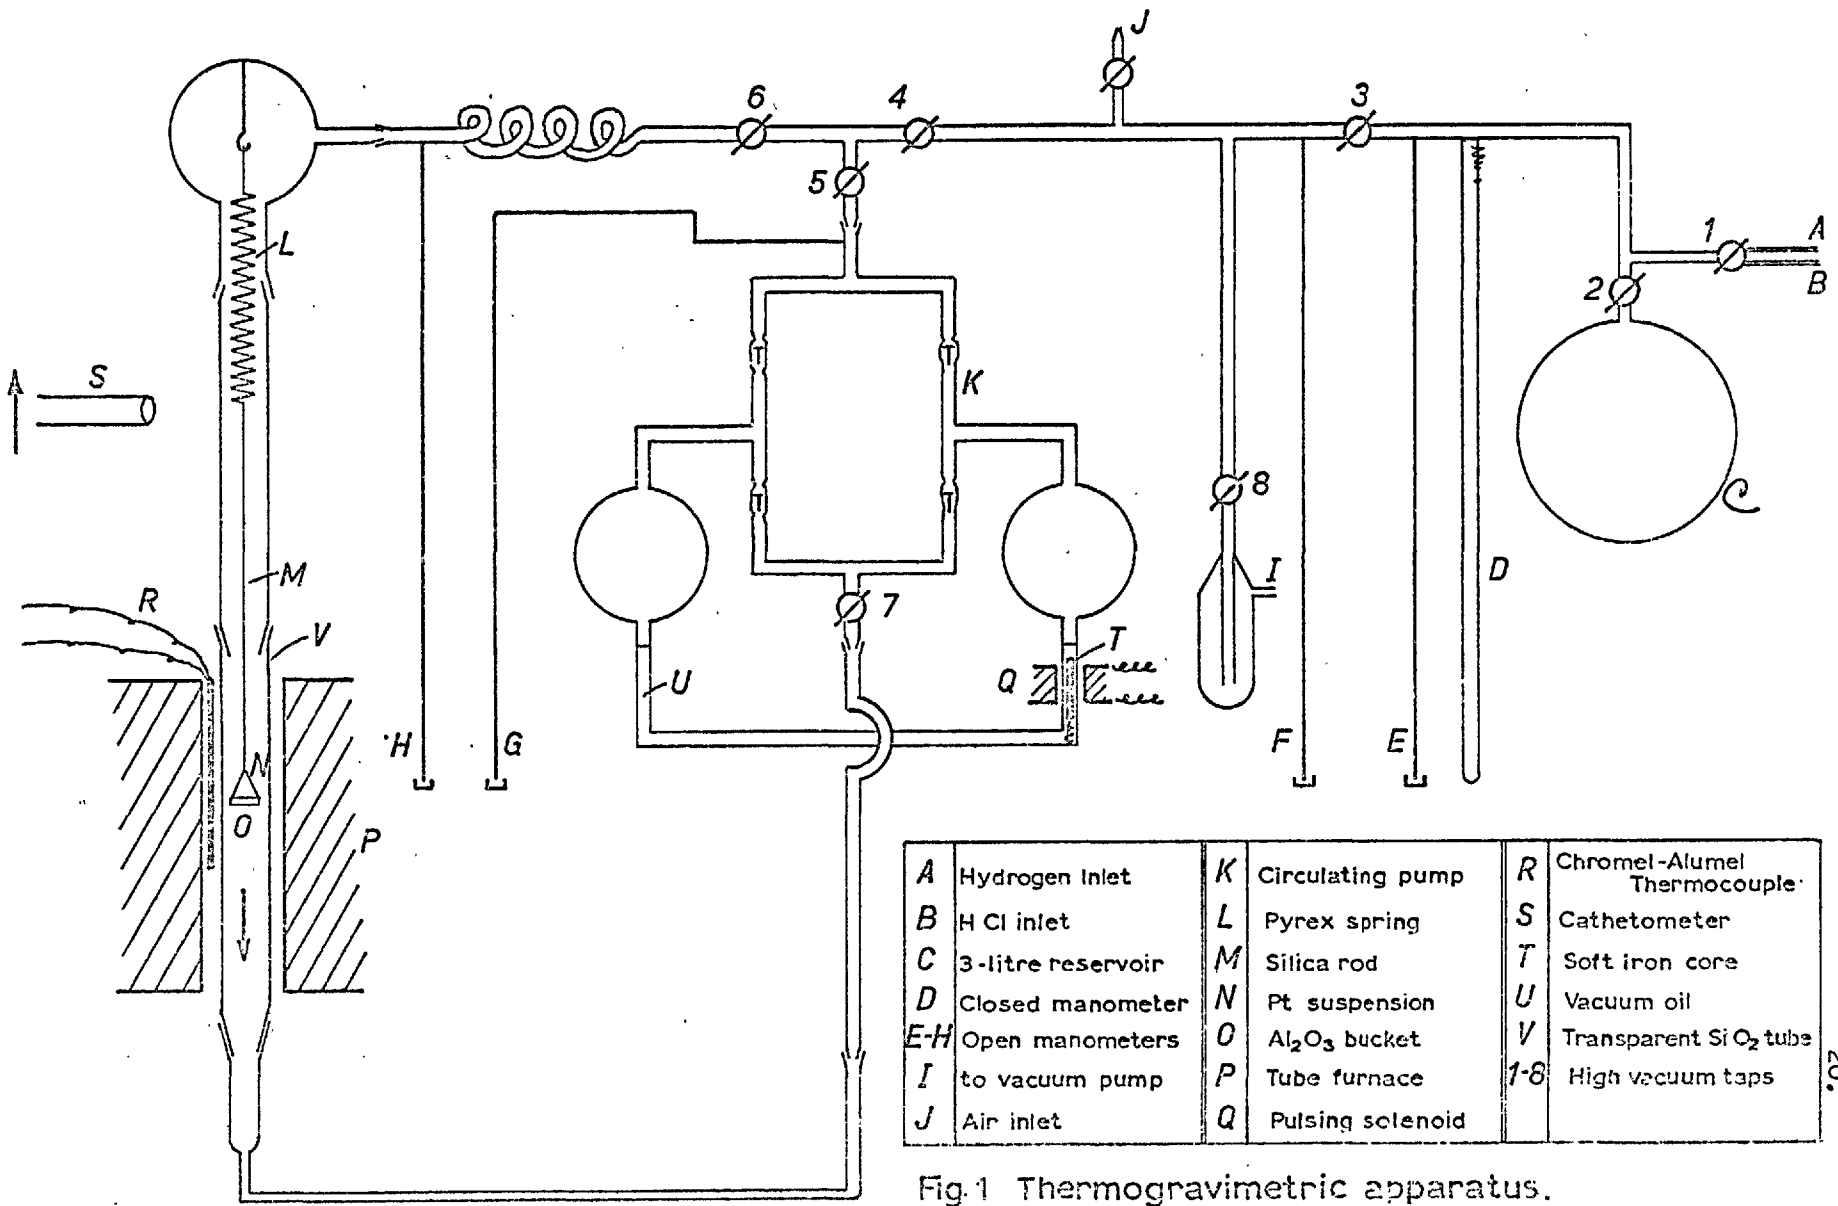 J
6
4
3
5
L
1
A
B
2
S
K
C
8
M
I
D
R
V
T
U
Q
7
H
G
F
E
N
O
P
T
T
T
T
A Hydrogen Inlet
B H Cl inlet
C 3-litre reservoir
D Closed manometer
E-H Open manometers
I to vacuum pump
J Air inlet
K Circulating pump
L Pyrex spring
M Silica rod
N Pt suspension
O Al₂O₃ bucket
P Tube furnace
Q Pulsing solenoid
R Chromel-Alumel
Thermocouple
S Cathetometer
T Soft iron core
U Vacuum oil
V Transparent SiO₂ tube
1-8 High vacuum taps
Fig.1 Thermogravimetric apparatus.